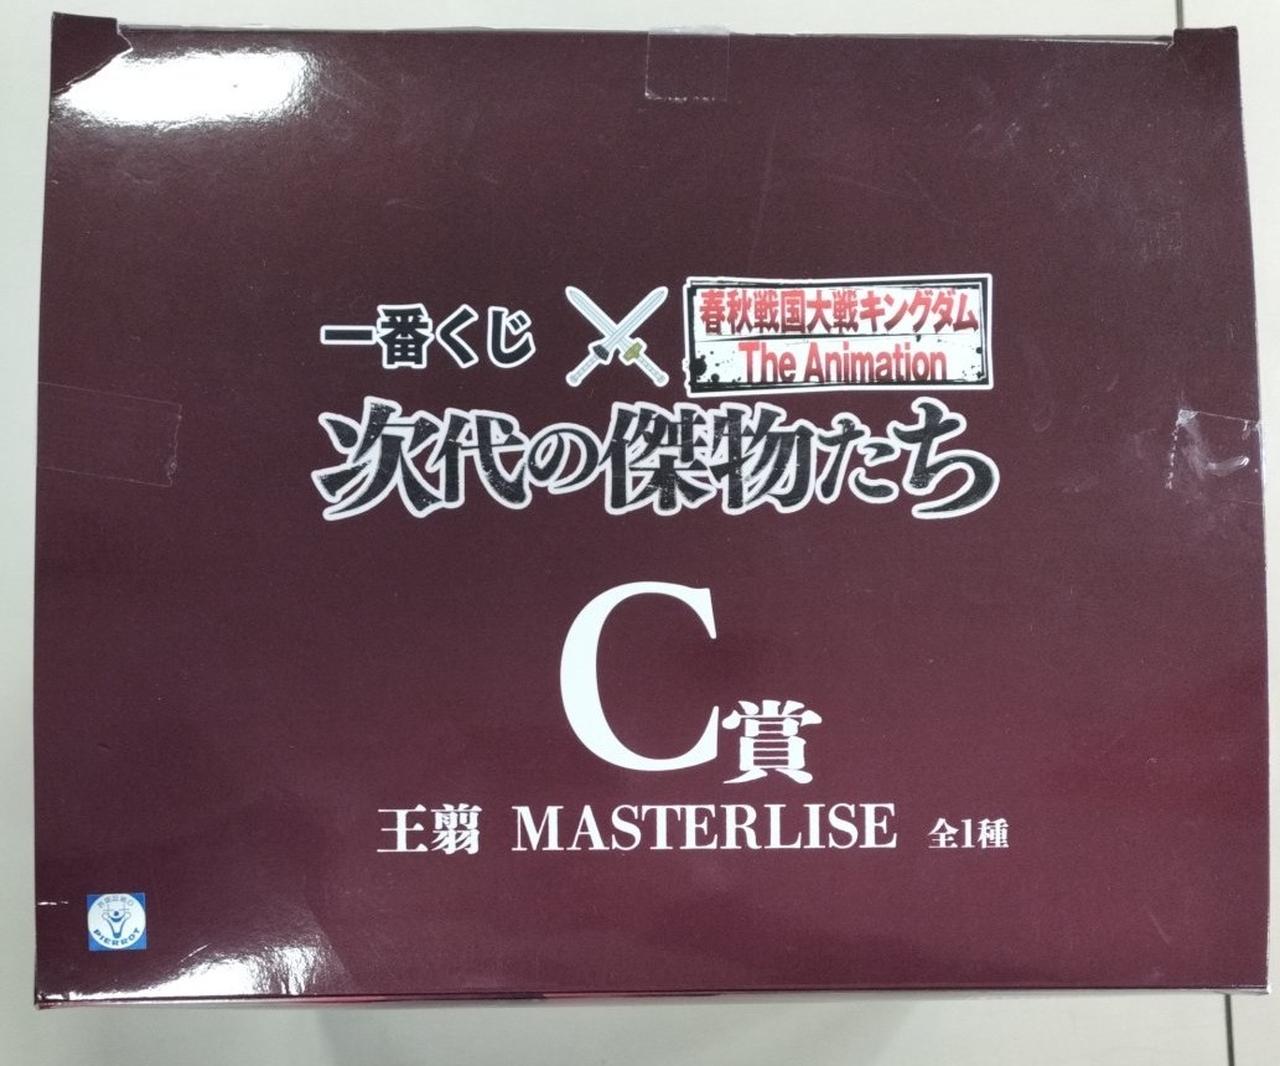 一番くじ
春秋戦国大戦キングダム
The Animation
次代の傑物たち
C賞
王翦 MASTERLISE 全1種
PIERROT